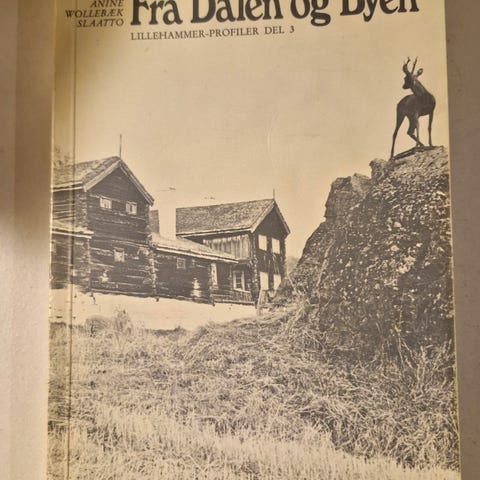 ANINE
WOLLEBÆK
SLAATTO
Fra Dalen og Byen
LILLEHAMMER-PROFILER DEL 3